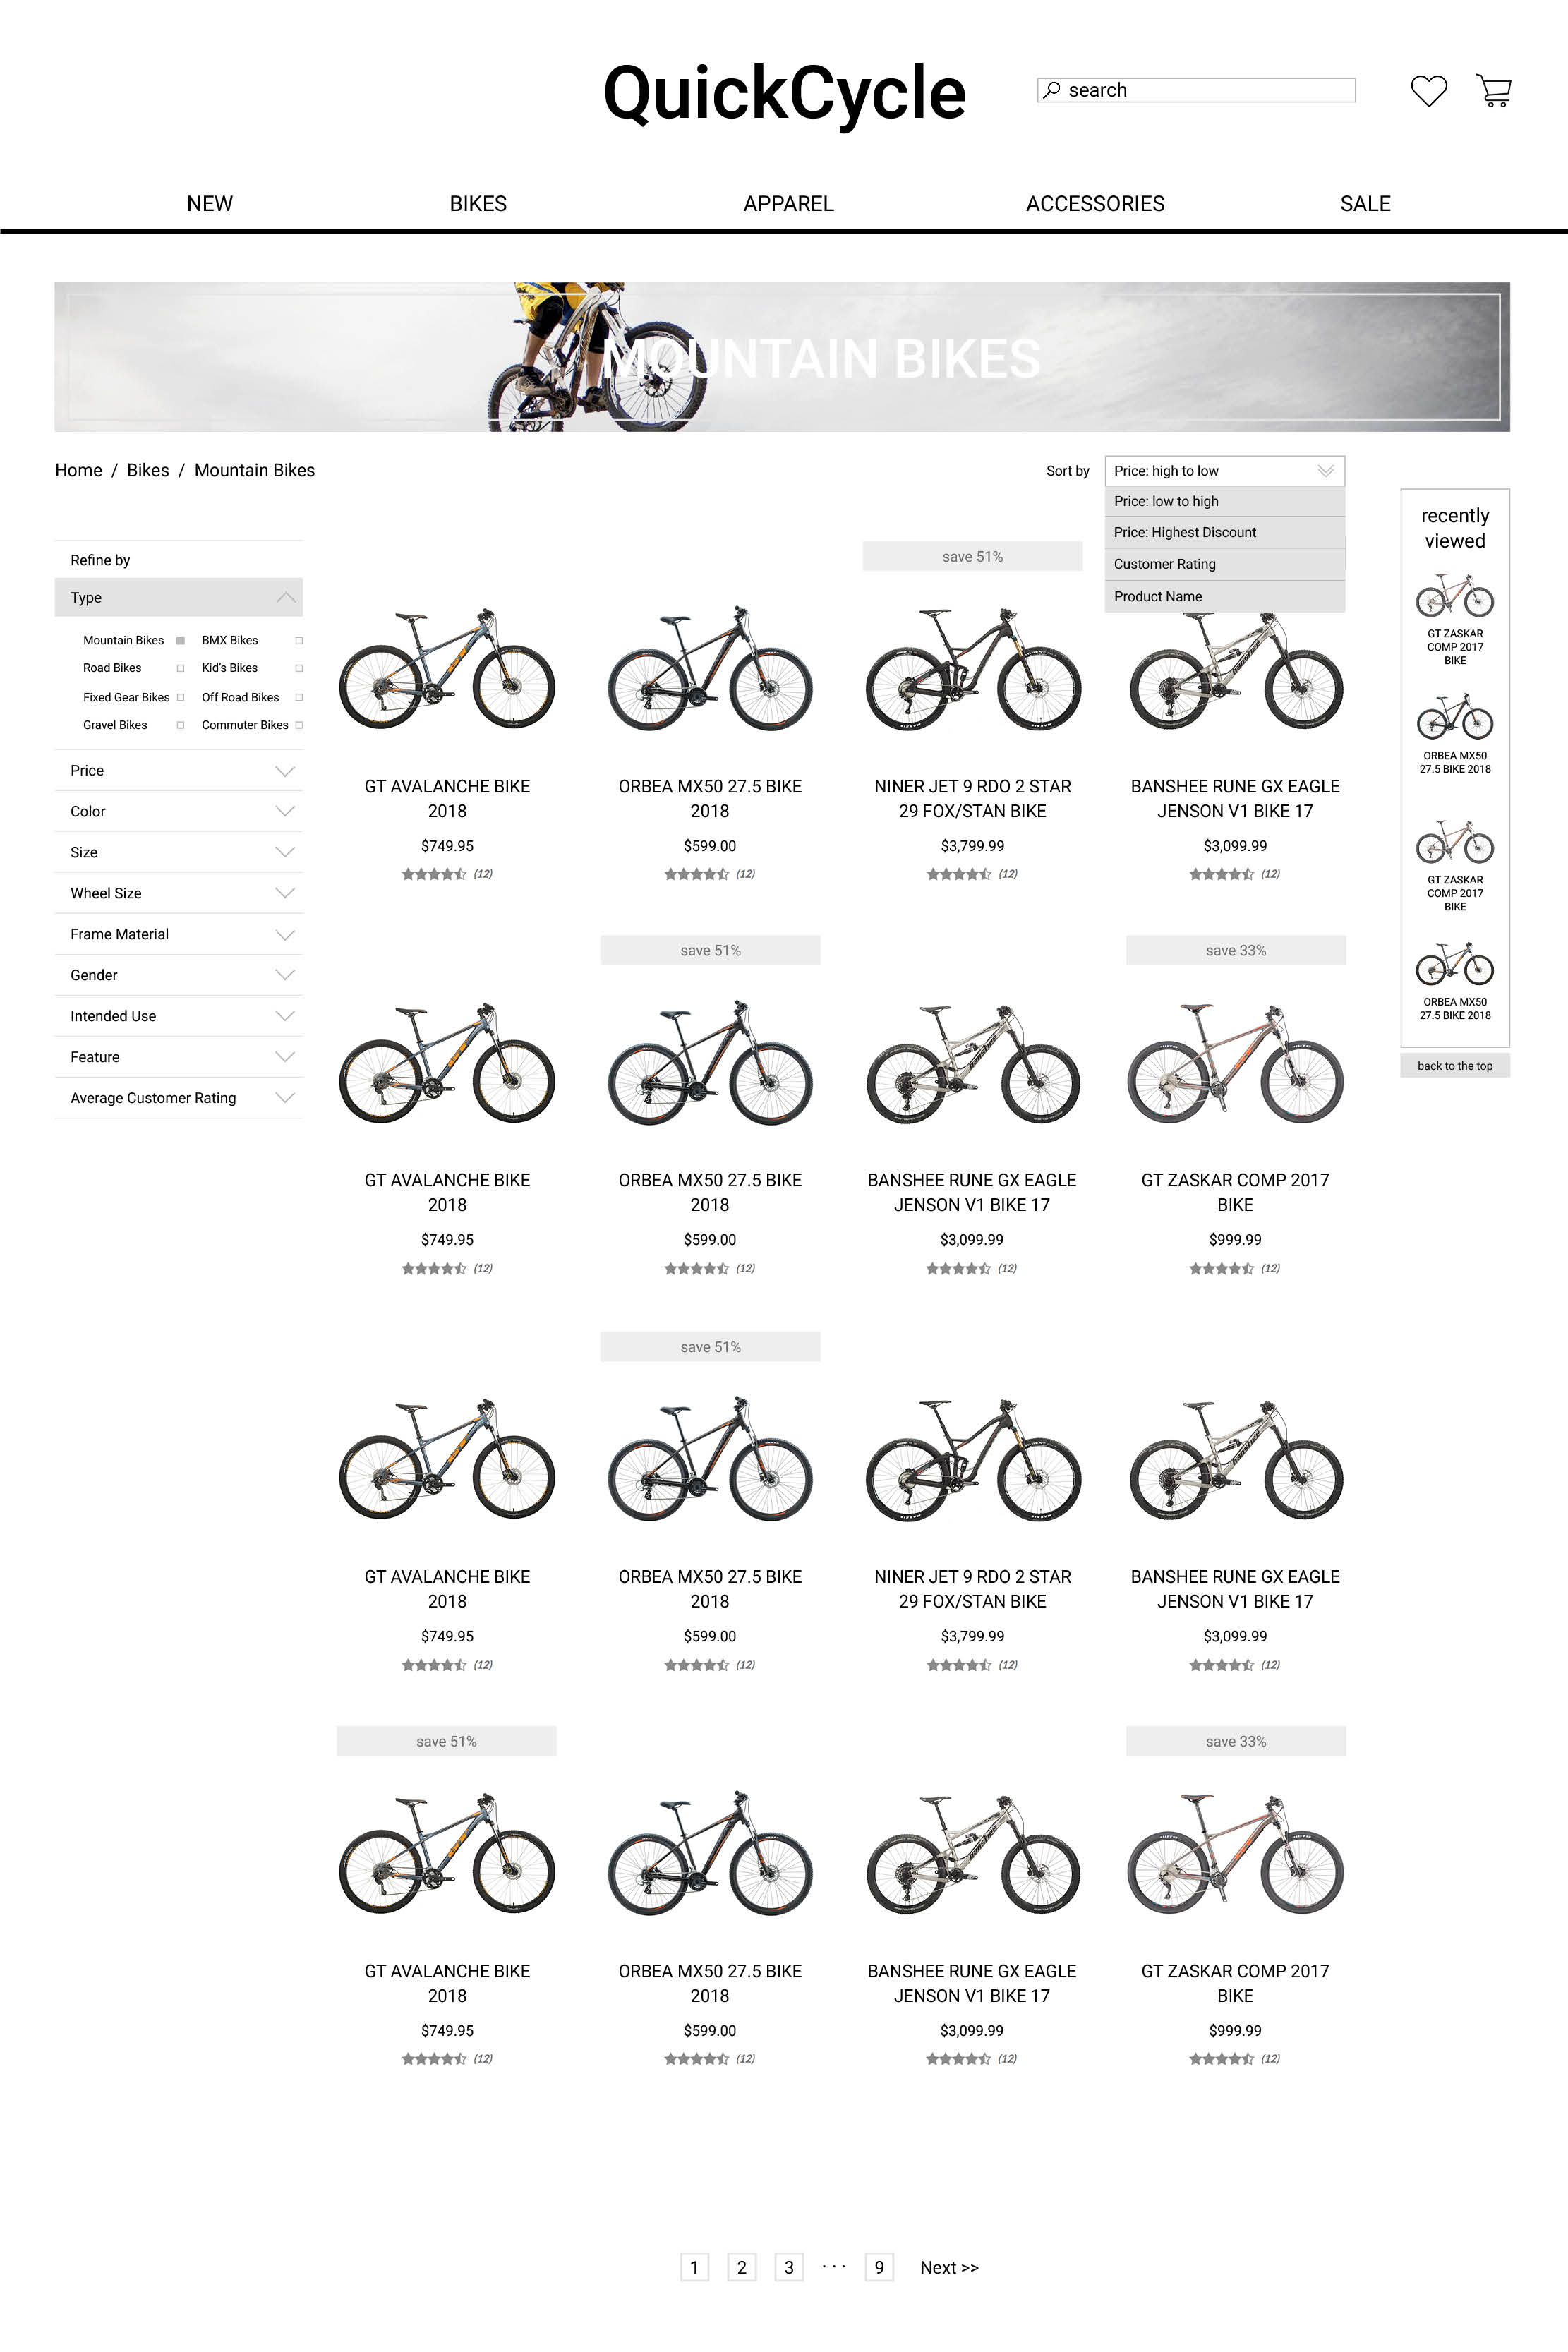 QuickCycle
search
NEW
BIKES
APPAREL
ACCESSORIES
SALE
MOUNTAIN BIKES
Home / Bikes / Mountain Bikes
Sort by
Price: high to low
Price: low to high
Price: Highest Discount
Customer Rating
Product Name
Refine by
Type
Mountain Bikes
BMX Bikes
Road Bikes
Kid's Bikes
Fixed Gear Bikes
Off Road Bikes
Gravel Bikes
Commuter Bikes
Price
Color
Size
Wheel Size
Frame Material
Gender
Intended Use
Feature
Average Customer Rating
save 51%
banshee
GT AVALANCHE BIKE
2018
$749.95
(12)
ORBEA MX50 27.5 BIKE
2018
$599.00
(12)
NINER JET 9 RDO 2 STAR
29 FOX/STAN BIKE
$3,799.99
(12)
BANSHEE RUNE GX EAGLE
JENSON V1 BIKE 17
$3,099.99
(12)
save 51%
save 33%
banshee
GT AVALANCHE BIKE
2018
$749.95
(12)
ORBEA MX50 27.5 BIKE
2018
$599.00
(12)
BANSHEE RUNE GX EAGLE
JENSON V1 BIKE 17
$3,099.99
(12)
GT ZASKAR COMP 2017
BIKE
$999.99
(12)
save 51%
banshee
GT AVALANCHE BIKE
2018
$749.95
(12)
ORBEA MX50 27.5 BIKE
2018
$599.00
(12)
NINER JET 9 RDO 2 STAR
29 FOX/STAN BIKE
$3,799.99
(12)
BANSHEE RUNE GX EAGLE
JENSON V1 BIKE 17
$3,099.99
(12)
save 51%
save 33%
banshee
GT AVALANCHE BIKE
2018
$749.95
(12)
ORBEA MX50 27.5 BIKE
2018
$599.00
(12)
BANSHEE RUNE GX EAGLE
JENSON V1 BIKE 17
$3,099.99
(12)
GT ZASKAR COMP 2017
BIKE
$999.99
(12)
recently
viewed
GT ZASKAR
COMP 2017
BIKE
ORBEA MX50
27.5 BIKE 2018
GT ZASKAR
COMP 2017
BIKE
ORBEA MX50
27.5 BIKE 2018
back to the top
1 2 3 ··· 9 Next >>